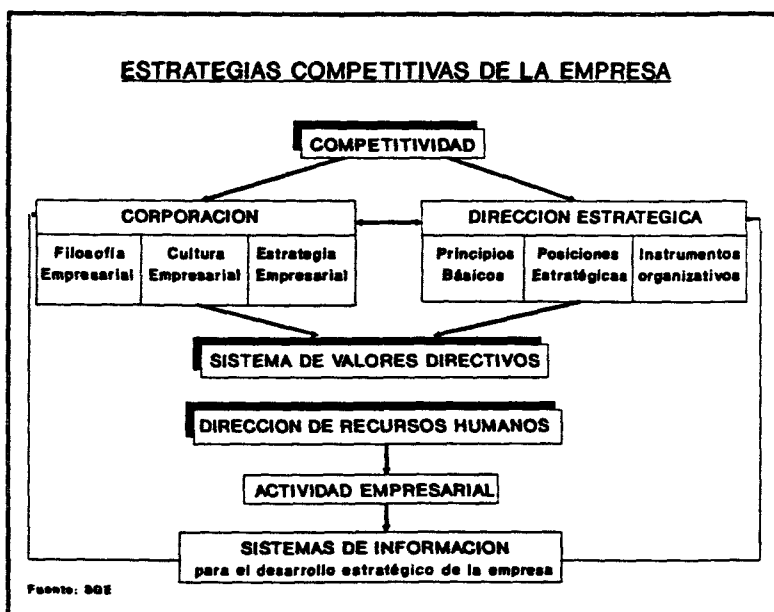 ESTRATEGIAS COMPETITIVAS DE LA EMPRESA
COMPETITIVIDAD
CORPORACION
Filosofía
Empresarial
Cultura
Empresarial
Estrategia
Empresarial
DIRECCION ESTRATEGICA
Principios
Básicos
Posiciones
Estratégicas
Instrumentos
organizativos
SISTEMA DE VALORES DIRECTIVOS
DIRECCION DE RECURSOS HUMANOS
ACTIVIDAD EMPRESARIAL
SISTEMAS DE INFORMACION
para el desarrollo estratégico de la empresa
Fuente: SGE